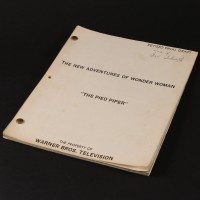 THE NEW ADVENTURES OF WONDER WOMAN
"THE PIED PIPER"
THE PROPERTY OF
WARNER BROS. TELEVISION